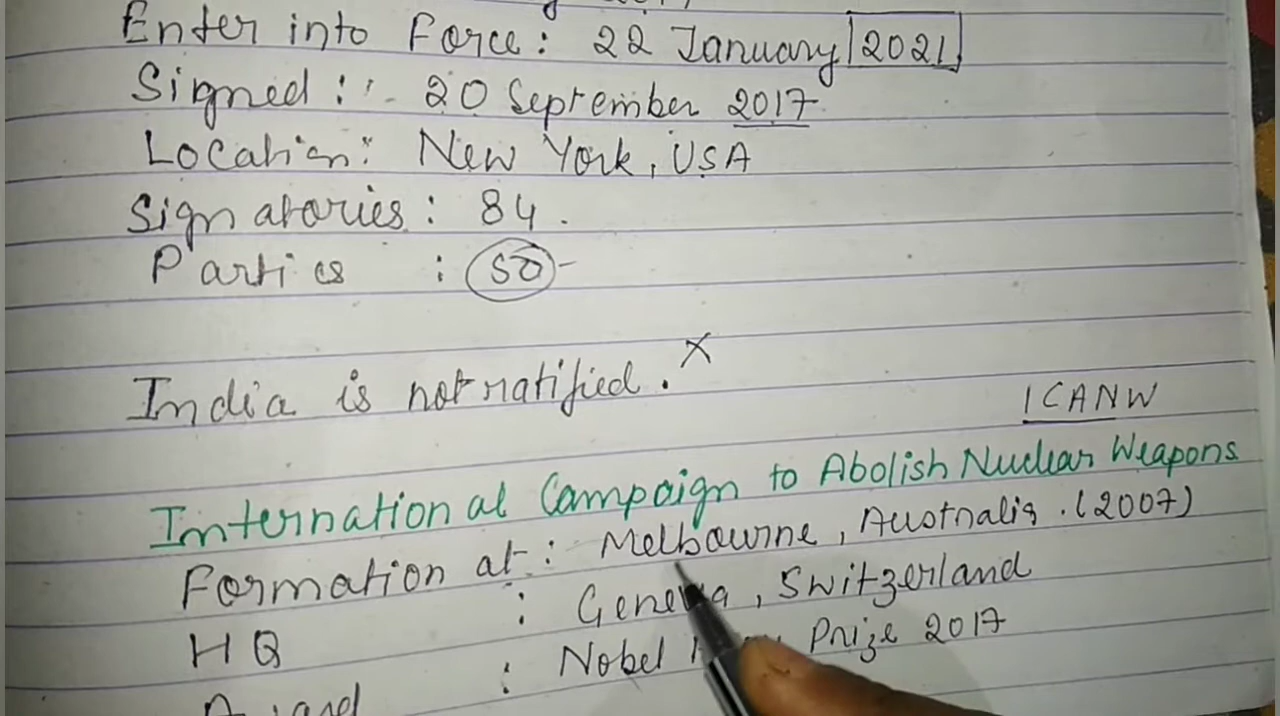 Enter into Force: 22 January 2021
Signed : 20 September 2017
Location: New York, USA
Signatories: 84.
Parties : 50 -
India is not ratified. X
ICANW
International Campaign to Abolish Nuclear Weapons
Formation at : Melbourne, Australia. (2007)
HQ : Geneva, Switzerland
: Nobel Prize 2017